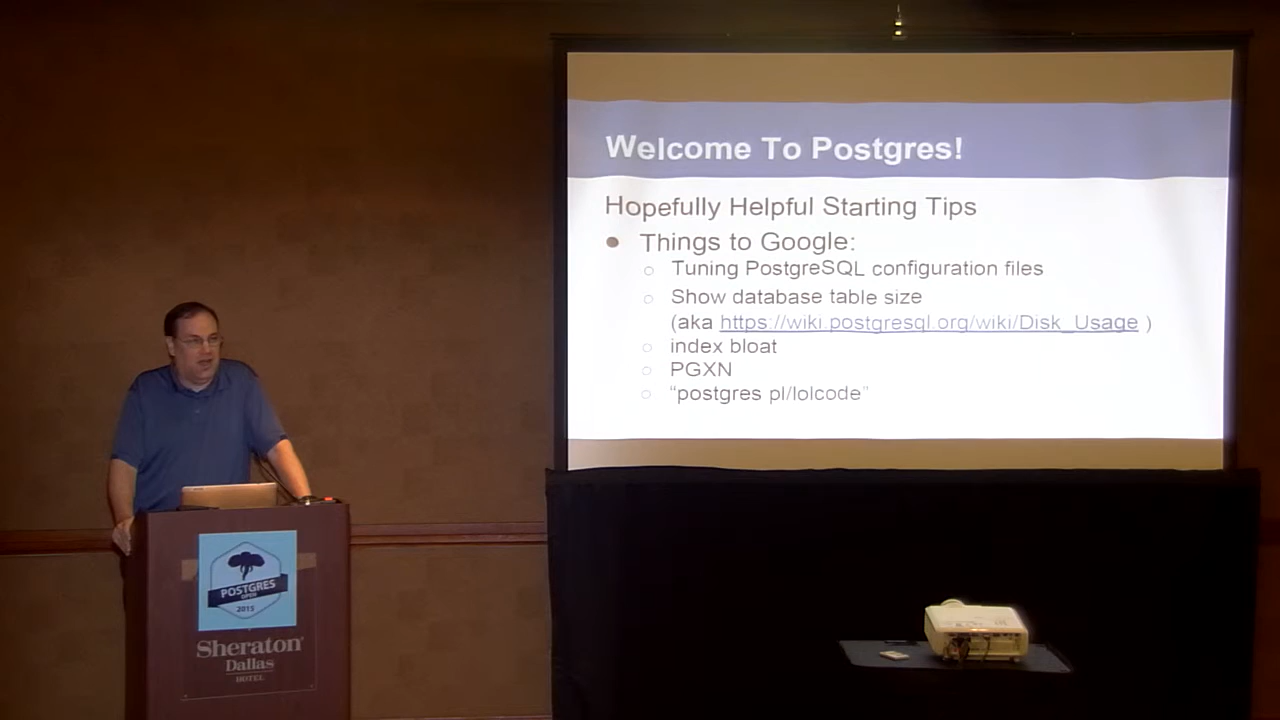 Welcome To Postgres!
Hopefully Helpful Starting Tips
● Things to Google:
○ Tuning PostgreSQL configuration files
○ Show database table size
(aka https://wiki.postgresql.org/wiki/Disk_Usage )
○ index bloat
○ PGXN
○ “postgres pl/lolcode”
POSTGRES
OPEN
2015
Sheraton
Dallas
HOTEL